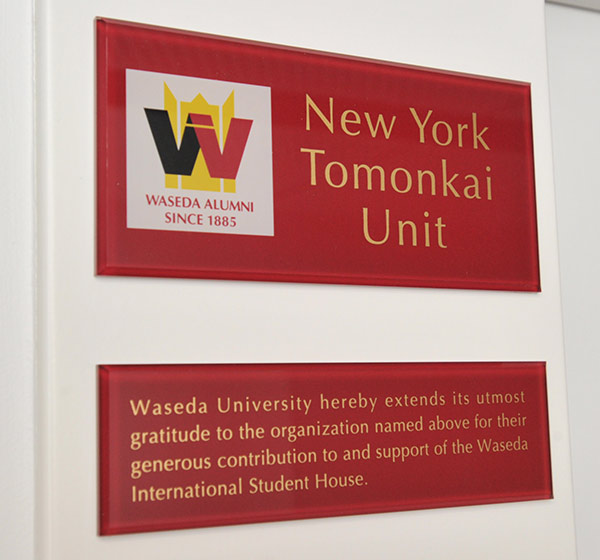 WASEDA ALUMNI
SINCE 1885
New York
Tomonkai
Unit
Waseda University hereby extends its utmost
gratitude to the organization named above for their
generous contribution to and support of the Waseda
International Student House.